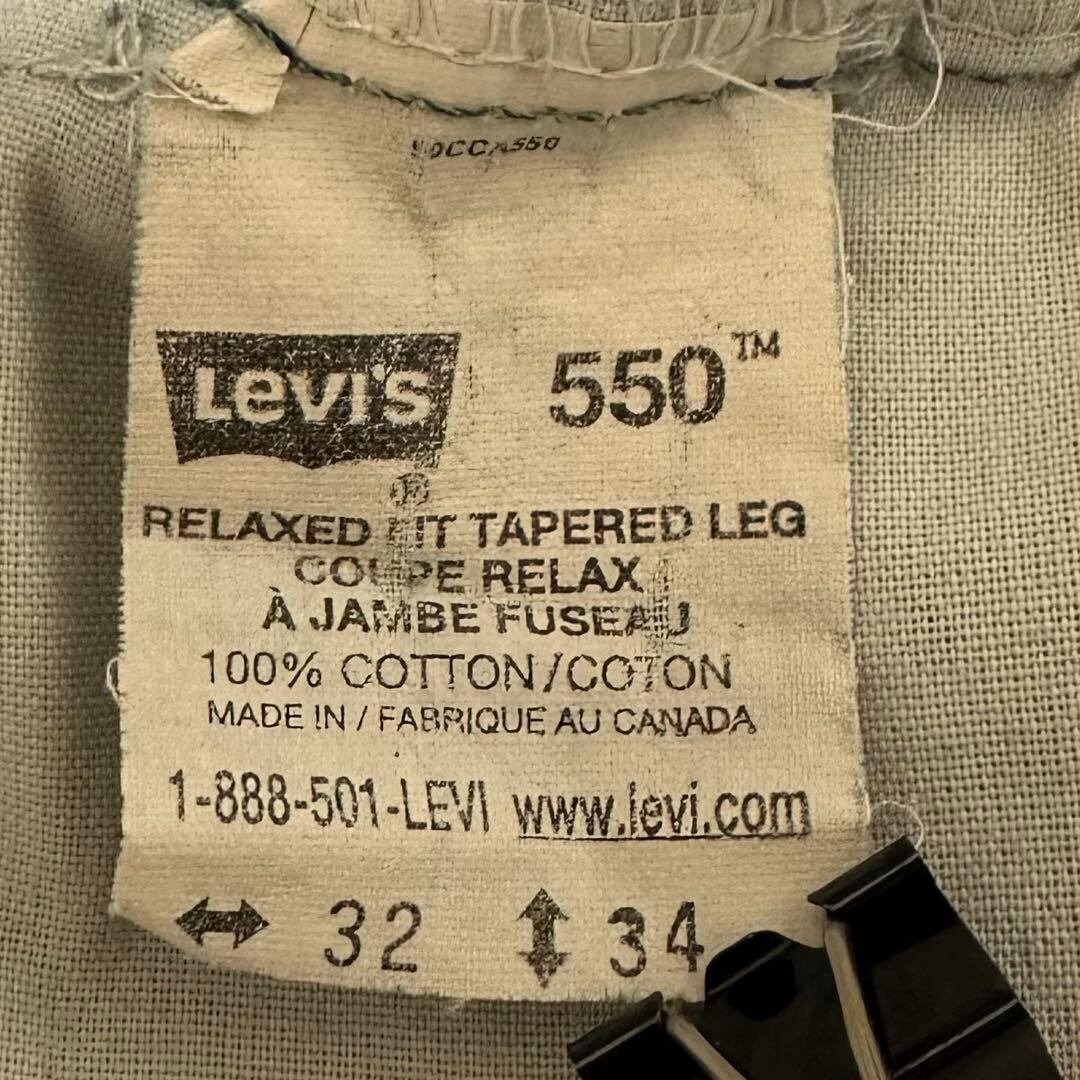 Levi's 550™
®
RELAXED FIT TAPERED LEG
COUPE RELAX
À JAMBE FUSEAU
100% COTTON/COTON
MADE IN / FABRIQUE AU CANADA
1-888-501-LEVI www.levi.com
↔ 32 ↕ 34